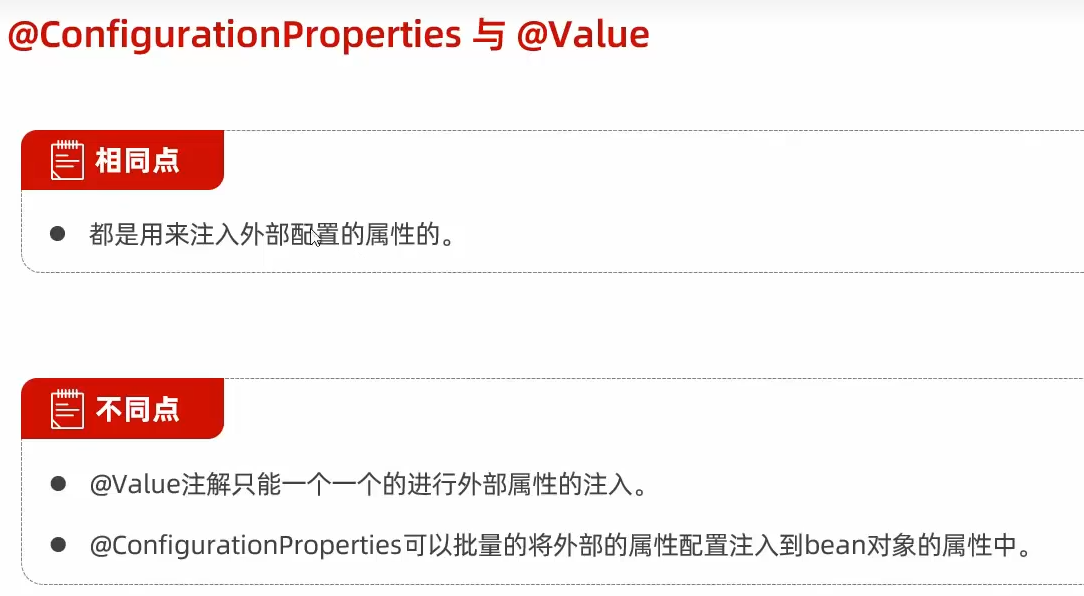 @ConfigurationProperties 与 @Value
相同点
都是用来注入外部配置的属性的。
不同点
@Value注解只能一个一个的进行外部属性的注入。
@ConfigurationProperties可以批量的将外部的属性配置注入到bean对象的属性中。